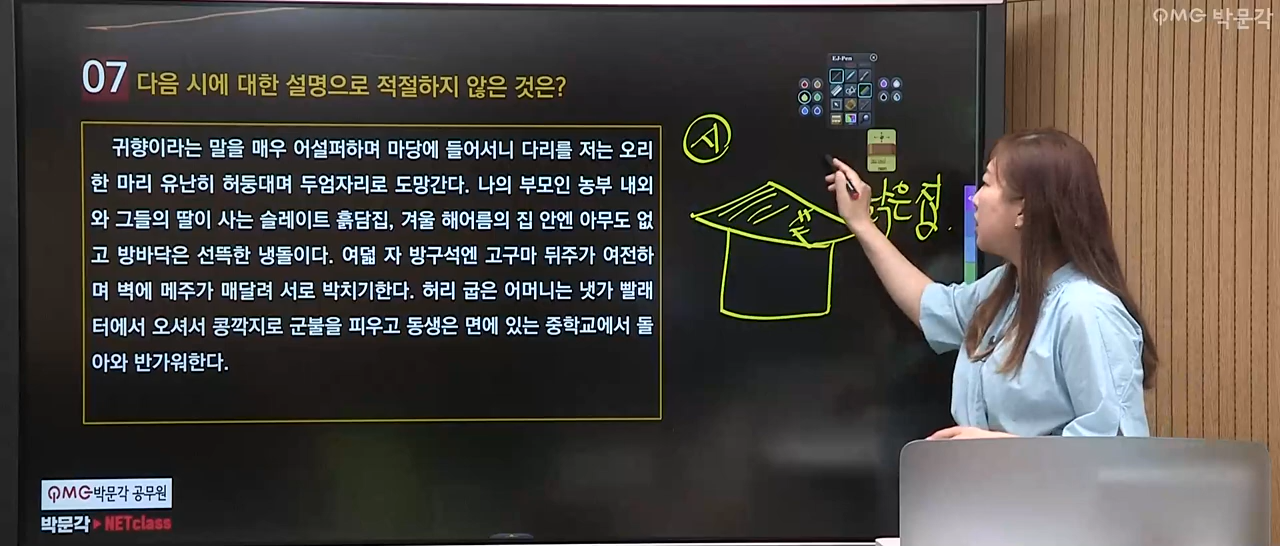 QMG 박문각
07 다음 시에 대한 설명으로 적절하지 않은 것은?
EJ-Pen
귀향이라는 말을 매우 어설퍼하며 마당에 들어서니 다리를 저는 오리
한 마리 유난히 허둥대며 두엄자리로 도망간다. 나의 부모인 농부 내외
와 그들의 딸이 사는 슬레이트 흙담집, 겨울 해어름의 집 안엔 아무도 없
고 방바닥은 선뜩한 냉돌이다. 여덟 자 방구석엔 고구마 뒤주가 여전하
며 벽에 메주가 매달려 서로 박치기한다. 허리 굽은 어머니는 냇가 빨래
터에서 오셔서 콩깍지로 군불을 피우고 동생은 면에 있는 중학교에서 돌
아와 반가워한다.
시
낡은 집.
QMG 박문각 공무원
박문각 NETclass